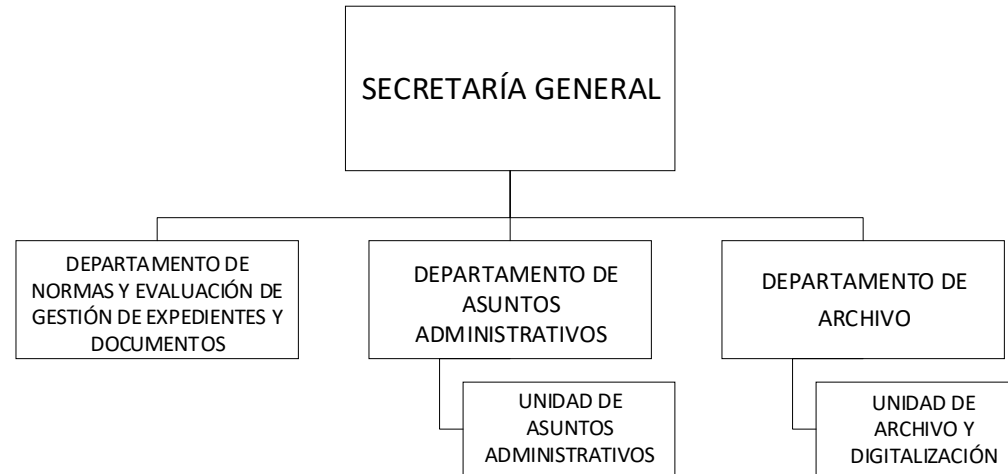 SECRETARÍA GENERAL
DEPARTAMENTO DE
NORMAS Y EVALUACIÓN DE
GESTIÓN DE EXPEDIENTES Y
DOCUMENTOS
DEPARTAMENTO DE
ASUNTOS
ADMINISTRATIVOS
DEPARTAMENTO DE
ARCHIVO
UNIDAD DE
ASUNTOS
ADMINISTRATIVOS
UNIDAD DE
ARCHIVO Y
DIGITALIZACIÓN